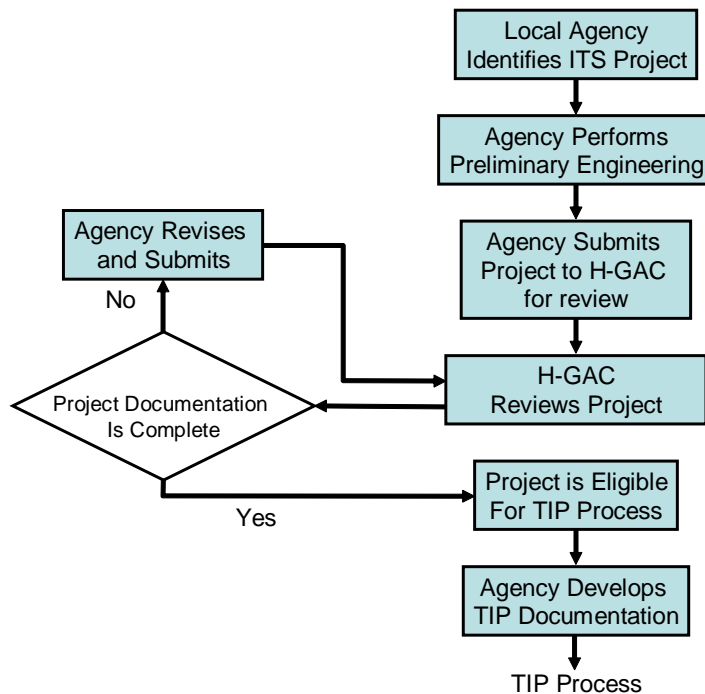 Local Agency
Identifies ITS Project
Agency Performs
Preliminary Engineering
Agency Submits
Project to H-GAC
for review
H-GAC
Reviews Project
Agency Revises
and Submits
No
Project Documentation
Is Complete
Yes
Project is Eligible
For TIP Process
Agency Develops
TIP Documentation
TIP Process